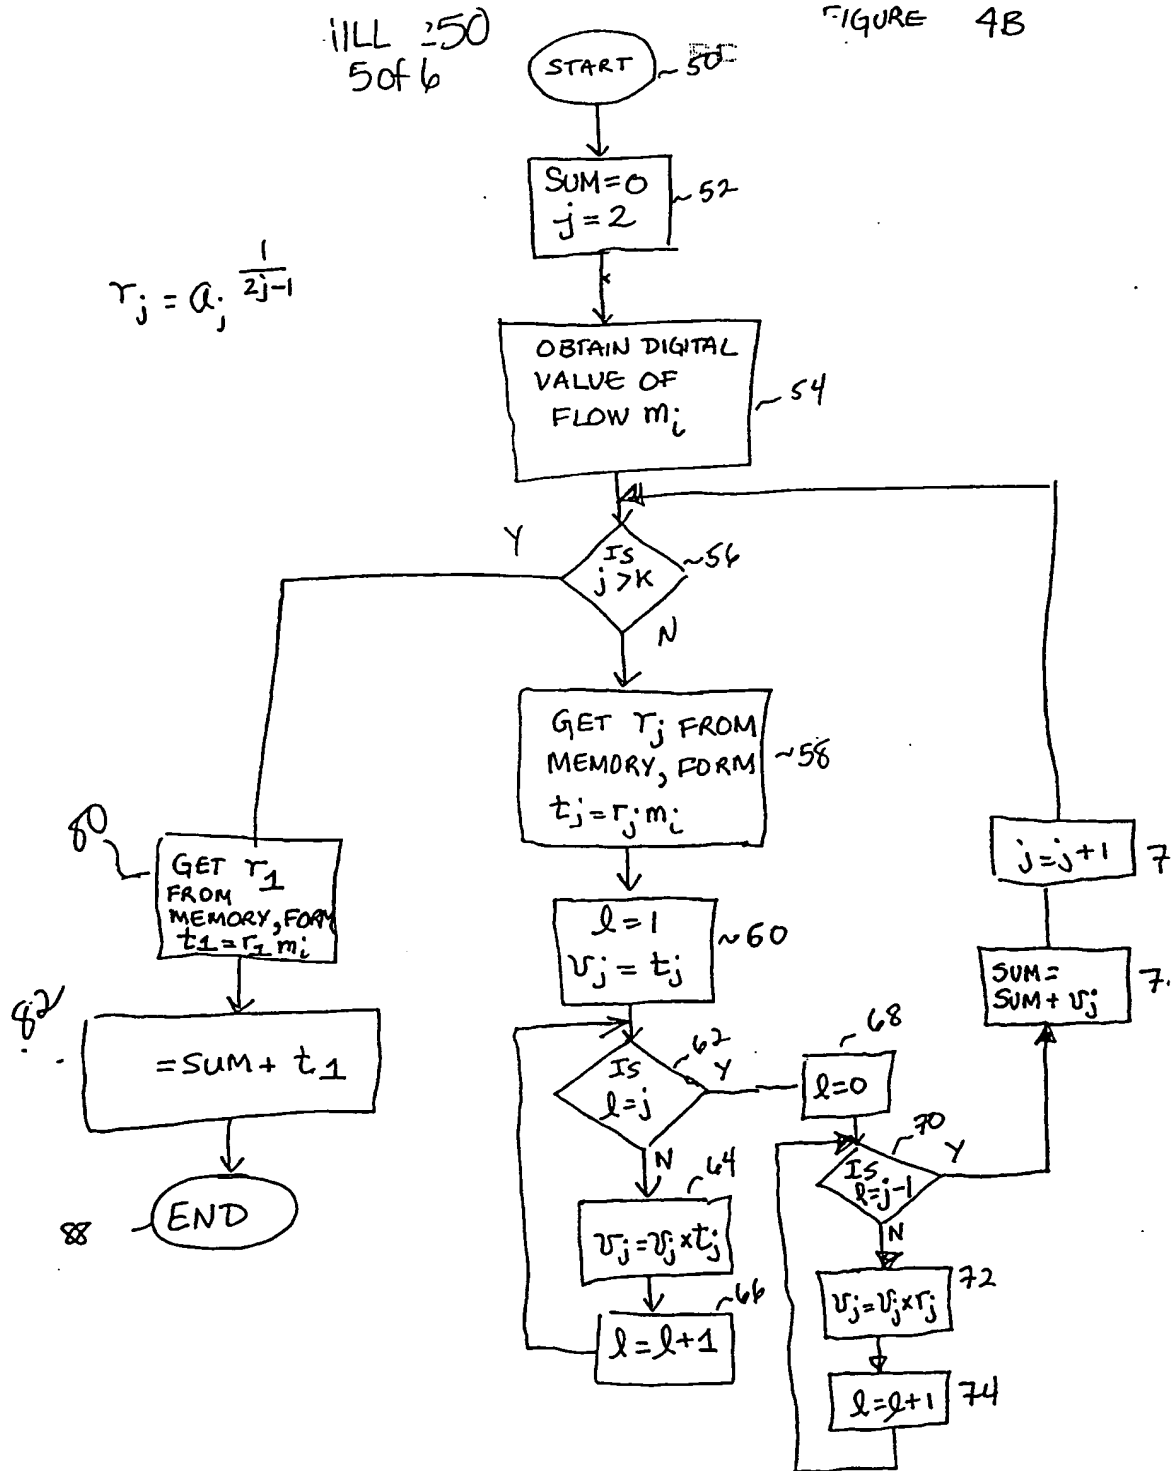 5 of 6
FIGURE 4B
START
50
SUM=0
j=2
52
r_j = a_j^{\frac{1}{2j-1}}
OBTAIN DIGITAL
VALUE OF
FLOW m_i
54
Y
IS
j>K
56
N
GET r_j FROM
MEMORY, FORM
t_j=r_j m_i
58
80
GET r_1
FROM
MEMORY, FORM
t_1=r_1 m_i
l=1
v_j=t_j
60
j=j+1
7
SUM=
SUM+v_j
7
82
=SUM+t_1
IS
l=j
62
Y
68
l=0
N
70
IS
l=j-1
Y
N
64
v_j=v_j×t_j
66
l=l+1
72
v_j=v_j×r_j
74
l=l+1
88
END